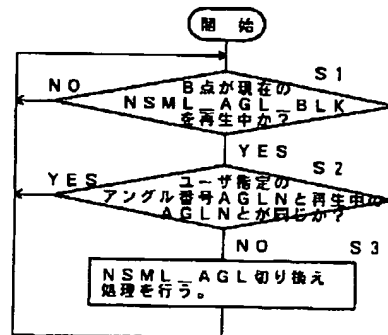 開 始
B点が現在の
NSML_AGL_BLK
を再生中か?
S1
NO
YES
S2
ユーザ指定の
アングル番号AGLNと再生中の
AGLNとが同じか?
YES
NO
S3
NSML_AGL切り換え
処理を行う。